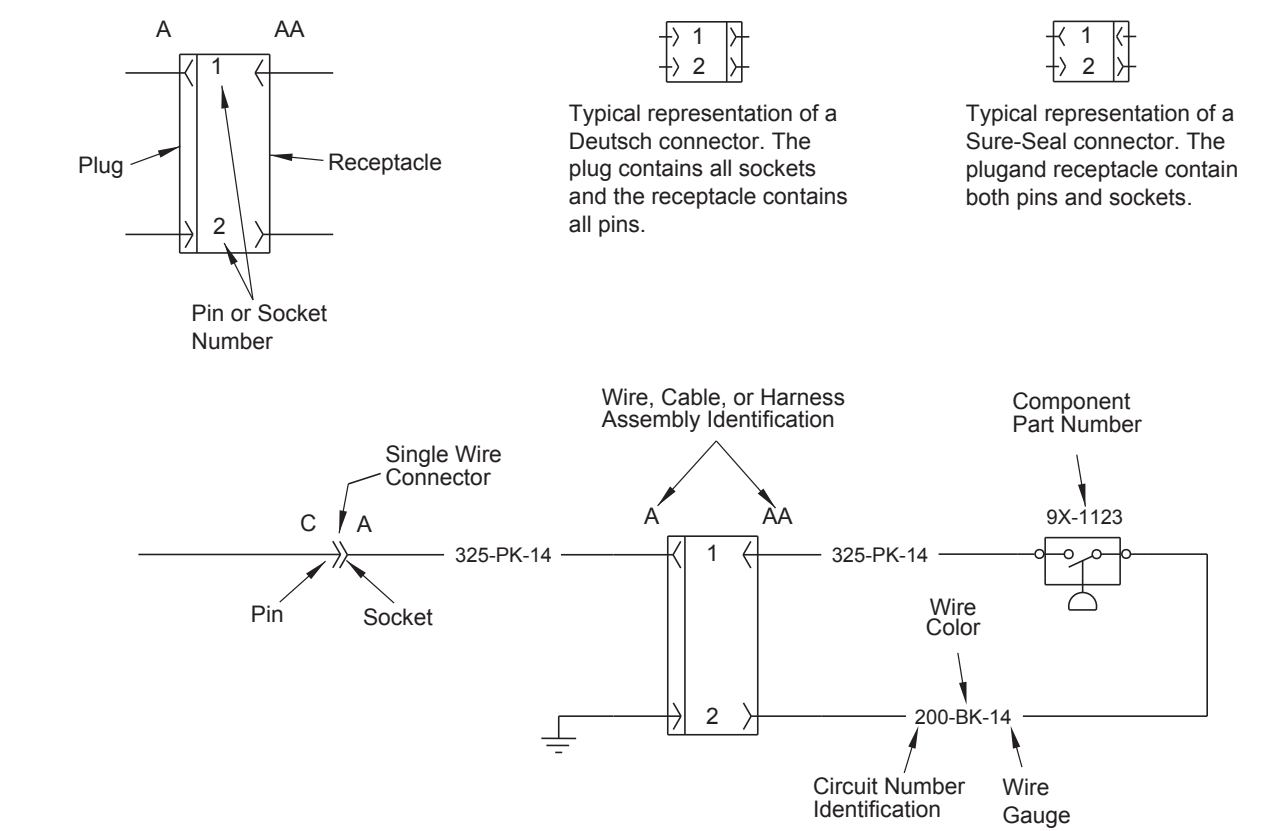 A AA
1
Plug
Receptacle
2
Pin or Socket
Number
1
2
Typical representation of a
Deutsch connector. The
plug contains all sockets
and the receptacle contains
all pins.
1
2
Typical representation of a
Sure-Seal connector. The
plugand receptacle contain
both pins and sockets.
Wire, Cable, or Harness
Assembly Identification
Component
Part Number
Single Wire
Connector
C A
A AA
9X-1123
325-PK-14
1
325-PK-14
Pin
Socket
Wire
Color
2
200-BK-14
Circuit Number
Identification
Wire
Gauge